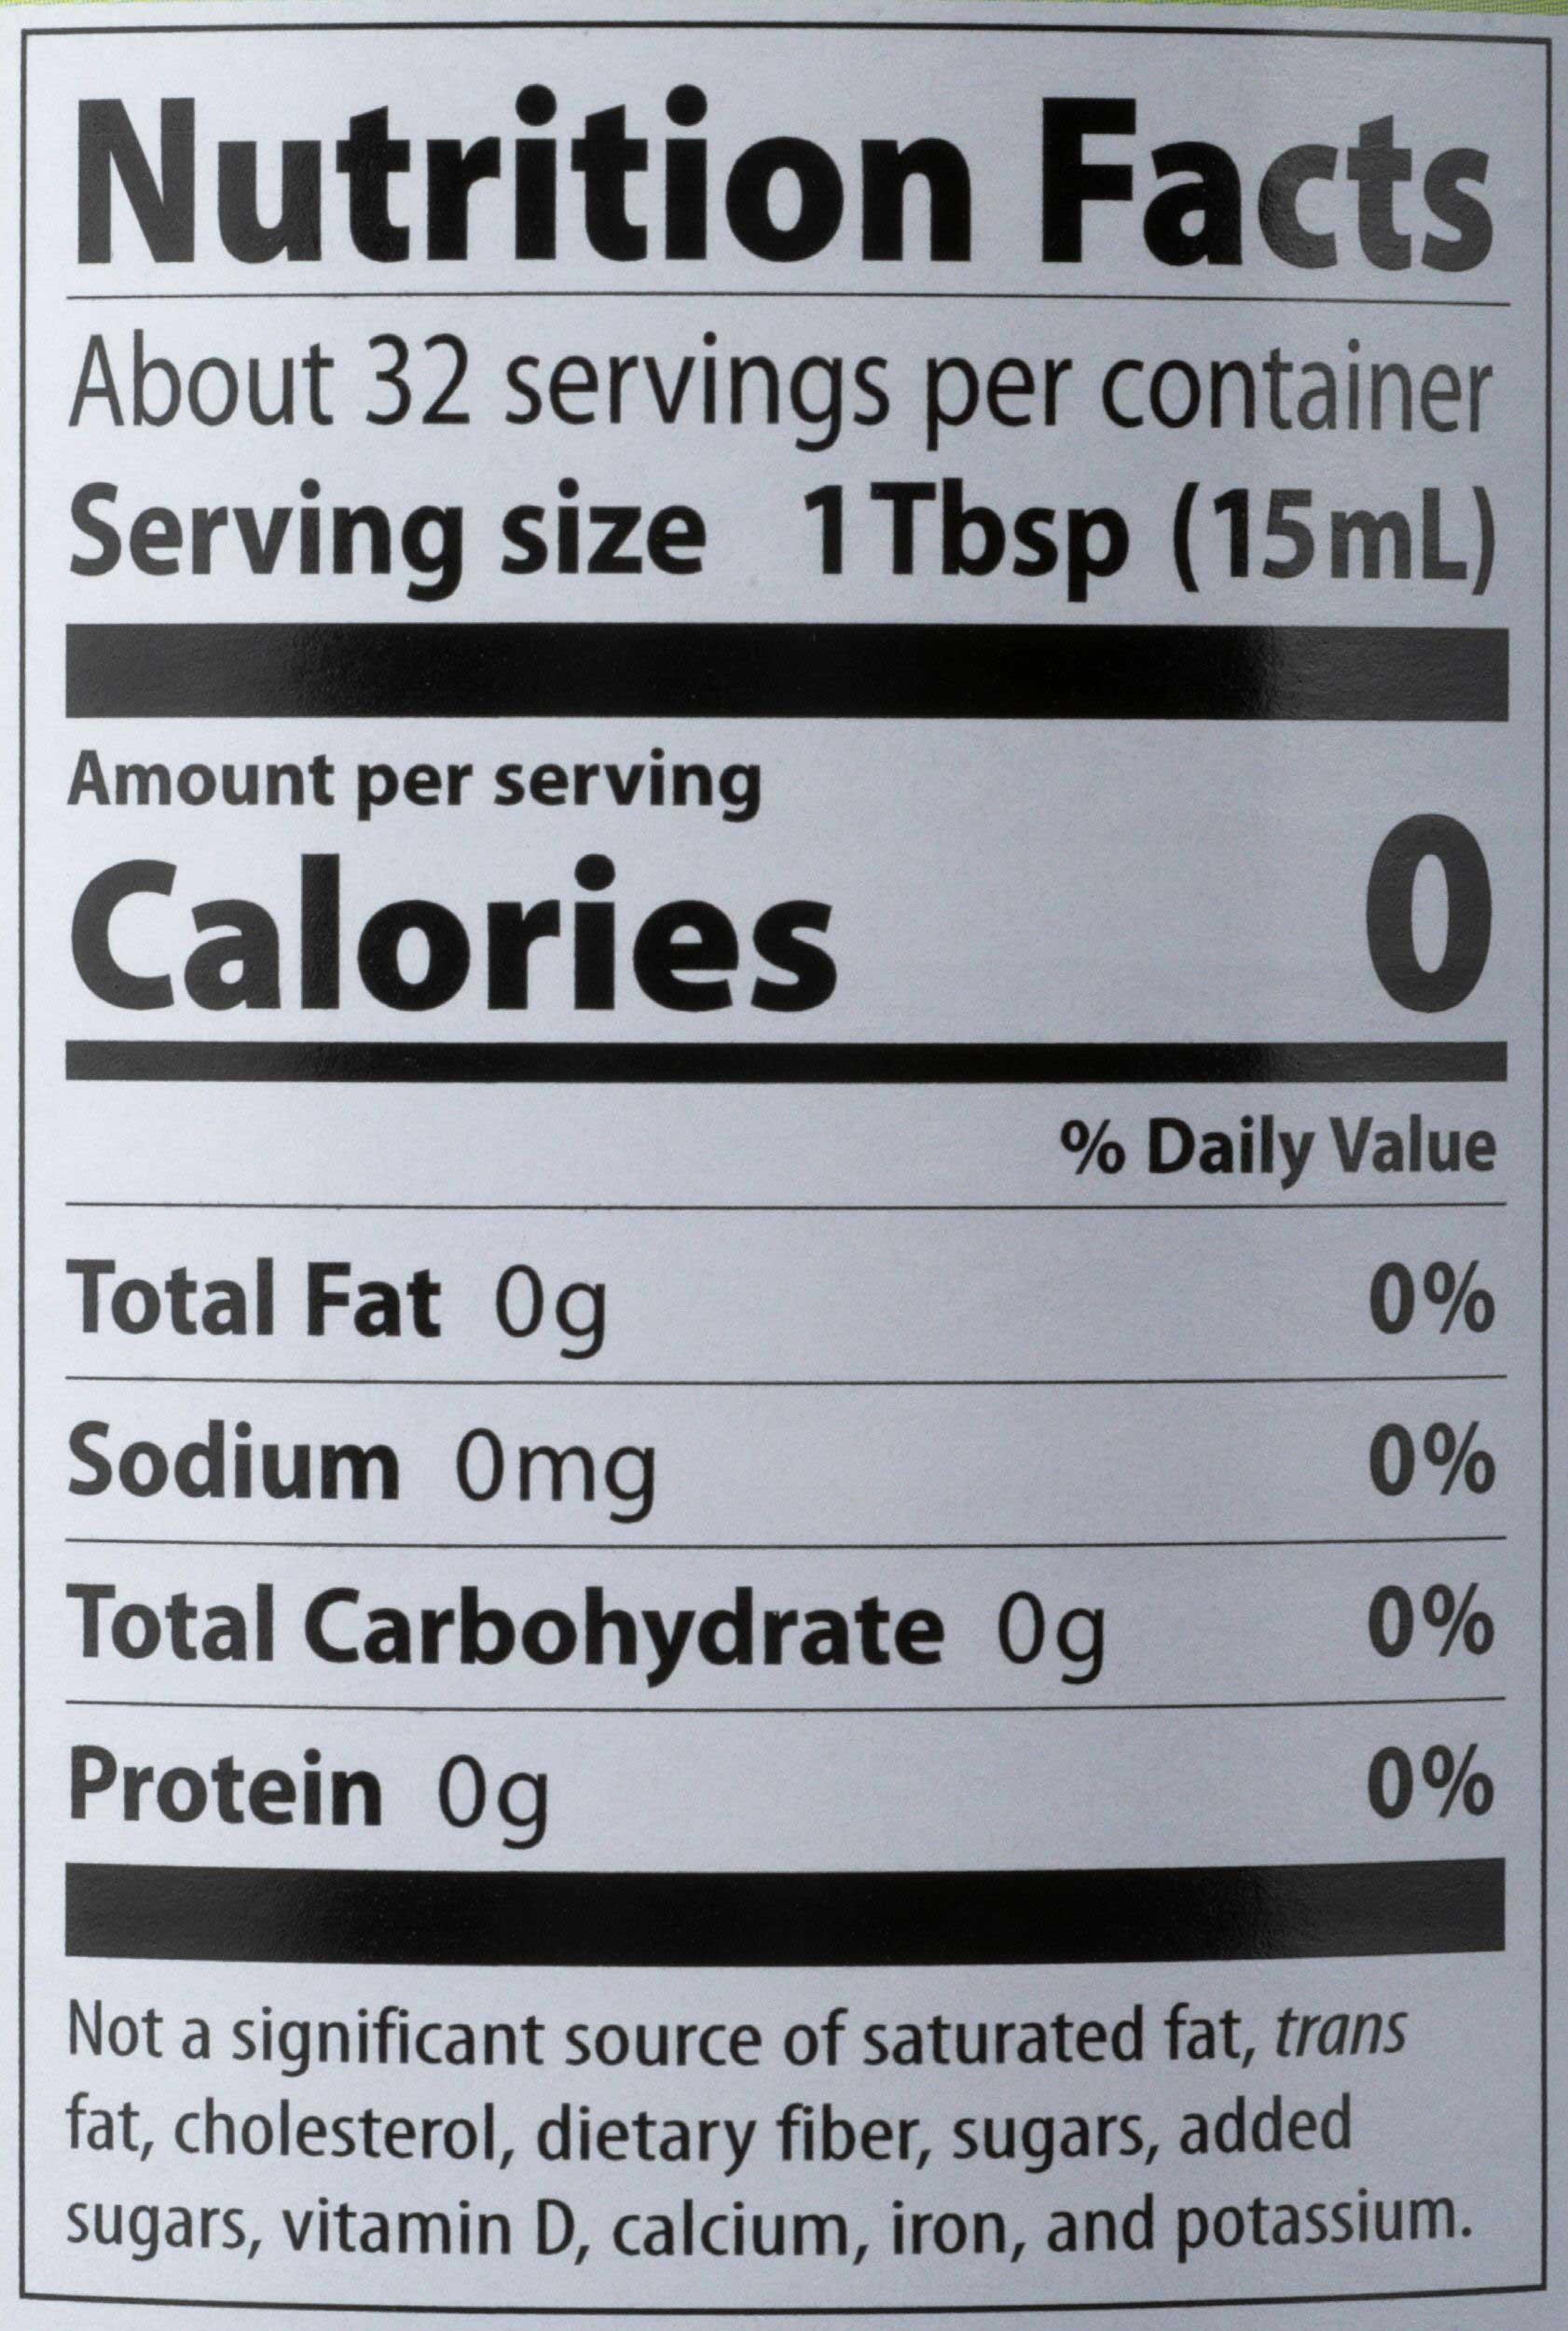 Nutrition Facts
About 32 servings per container
Serving size 1 Tbsp (15mL)
Amount per serving
Calories 0
% Daily Value
Total Fat 0g 0%
Sodium 0mg 0%
Total Carbohydrate 0g 0%
Protein 0g 0%
Not a significant source of saturated fat, trans
fat, cholesterol, dietary fiber, sugars, added
sugars, vitamin D, calcium, iron, and potassium.